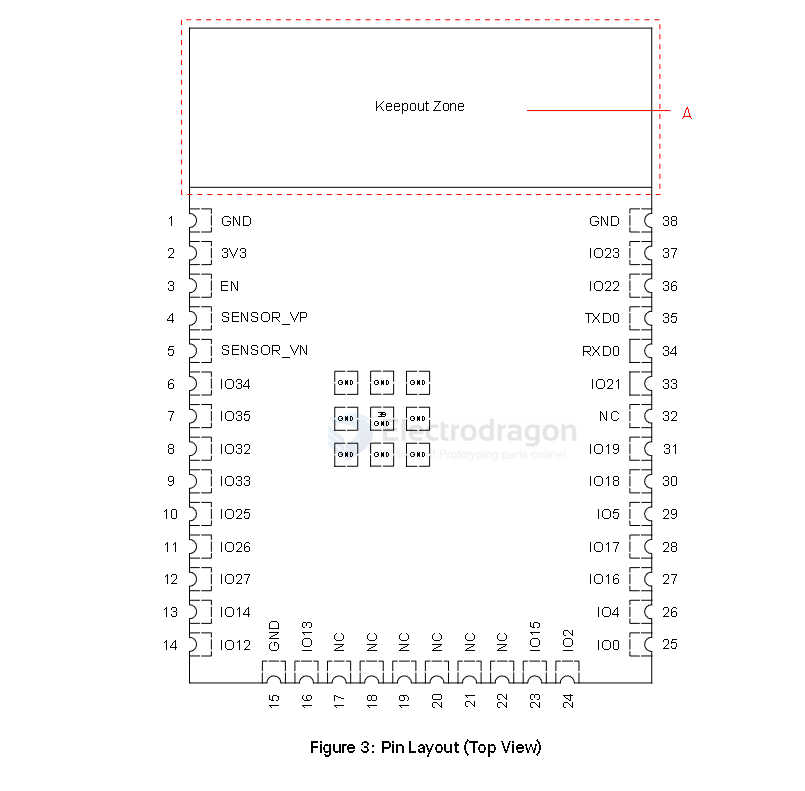 Keepout Zone
A
1 GND GND 38
2 3V3 IO23 37
3 EN IO22 36
4 SENSOR_VP TXD0 35
5 SENSOR_VN RXD0 34
6 IO34 GND GND GND IO21 33
7 IO35 GND 39 GND GND NC 32
Electrodragon
8 IO32 GND GND GND IO19 31
Prototyping parts online!
9 IO33 IO18 30
10 IO25 IO5 29
11 IO26 IO17 28
12 IO27 IO16 27
13 IO14 IO4 26
14 IO12 IO0 25
GND IO13 NC NC NC NC NC NC IO15 IO2
15 16 17 18 19 20 21 22 23 24
Figure 3: Pin Layout (Top View)